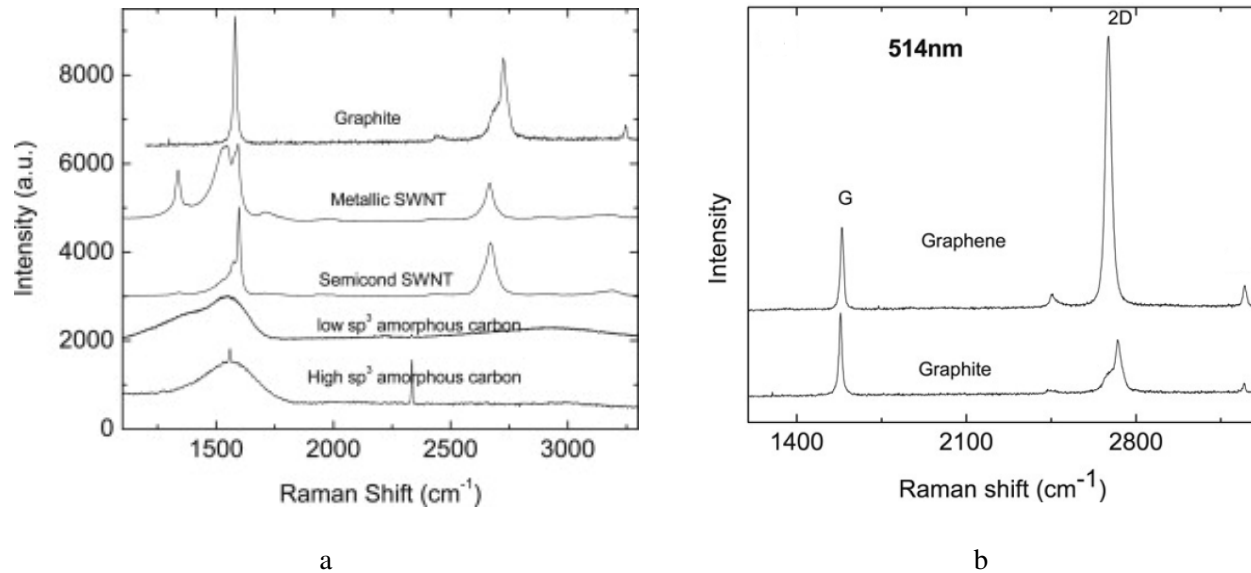 8000
6000
4000
2000
0
1500
2000
2500
3000
Intensity (a.u.)
Raman Shift (cm⁻¹)
Graphite
Metallic SWNT
Semicond SWNT
low sp³ amorphous carbon
High sp³ amorphous carbon
a
2D
514nm
G
Graphene
Graphite
Intensity
1400
2100
2800
Raman shift (cm⁻¹)
b